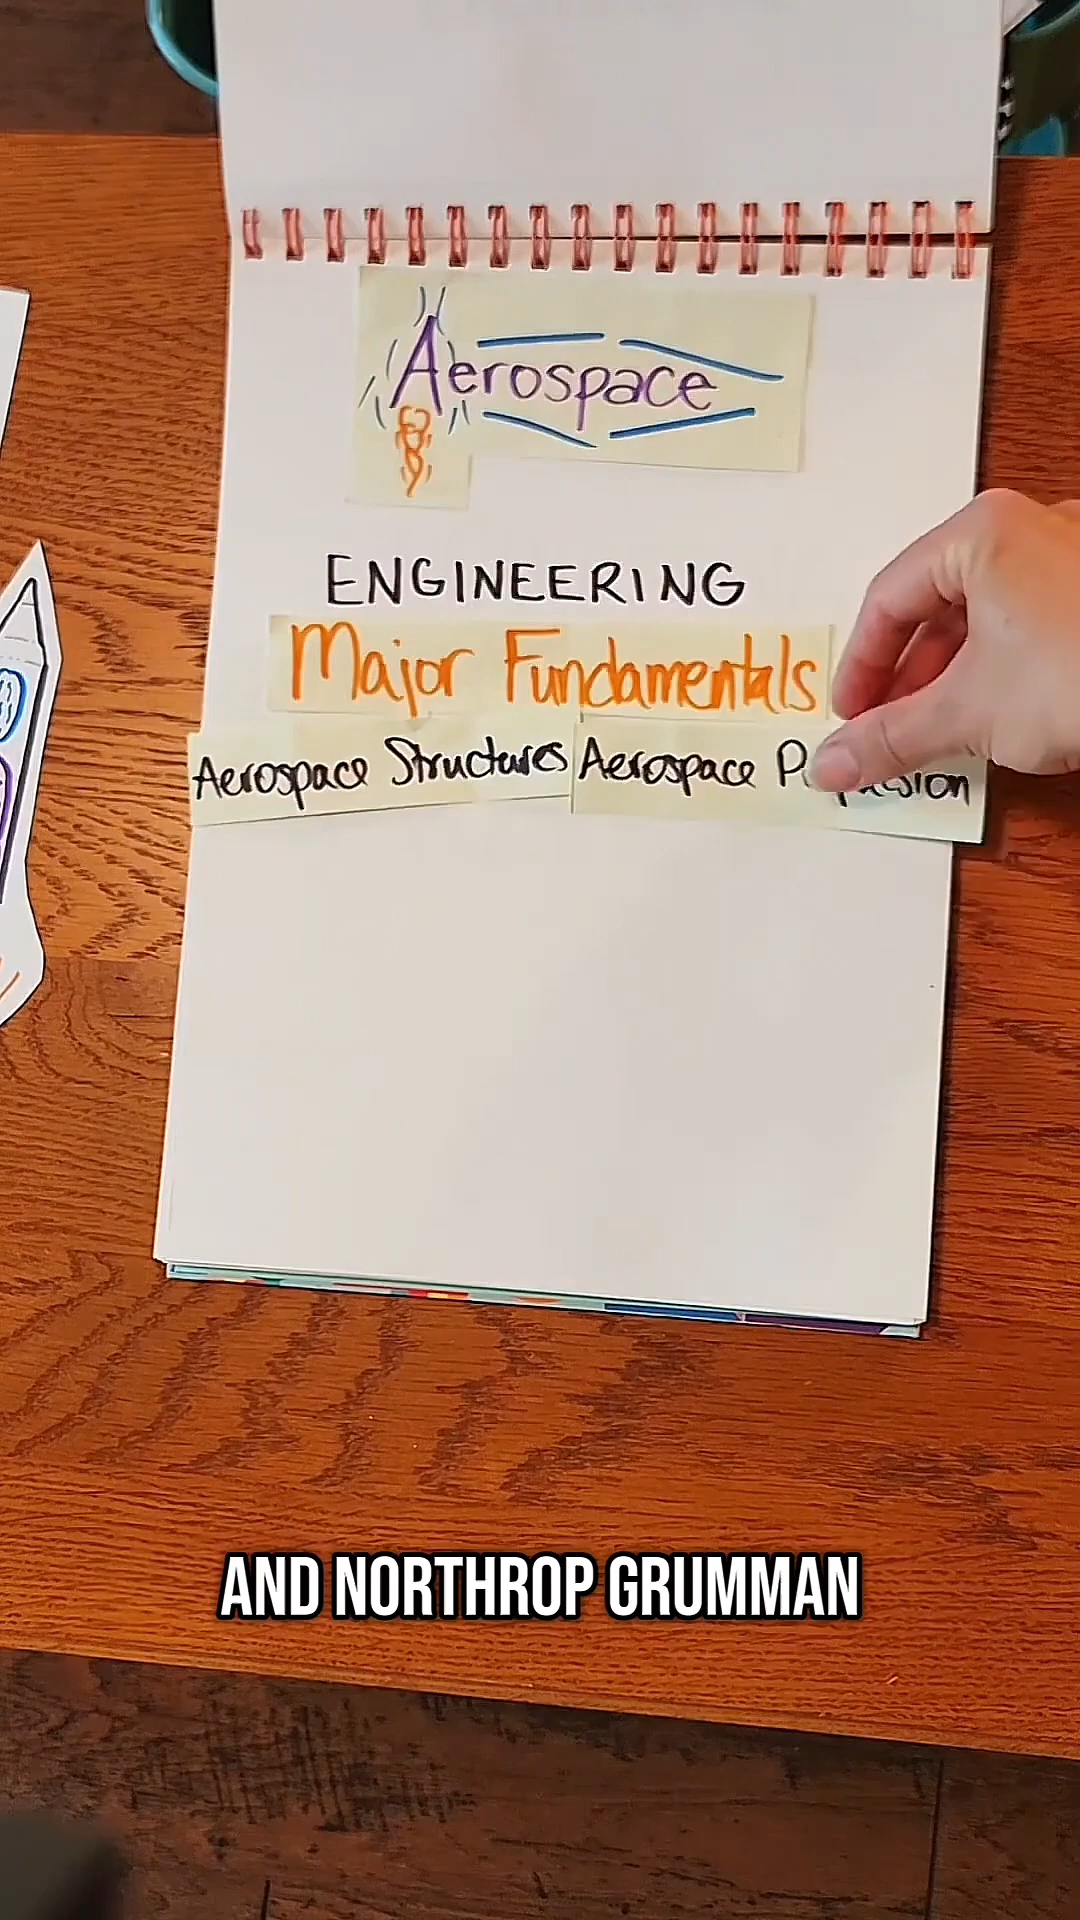 Aerospace
ENGINEERING
Major Fundamentals
Aerospace Structures Aerospace
AND NORTHROP GRUMMAN